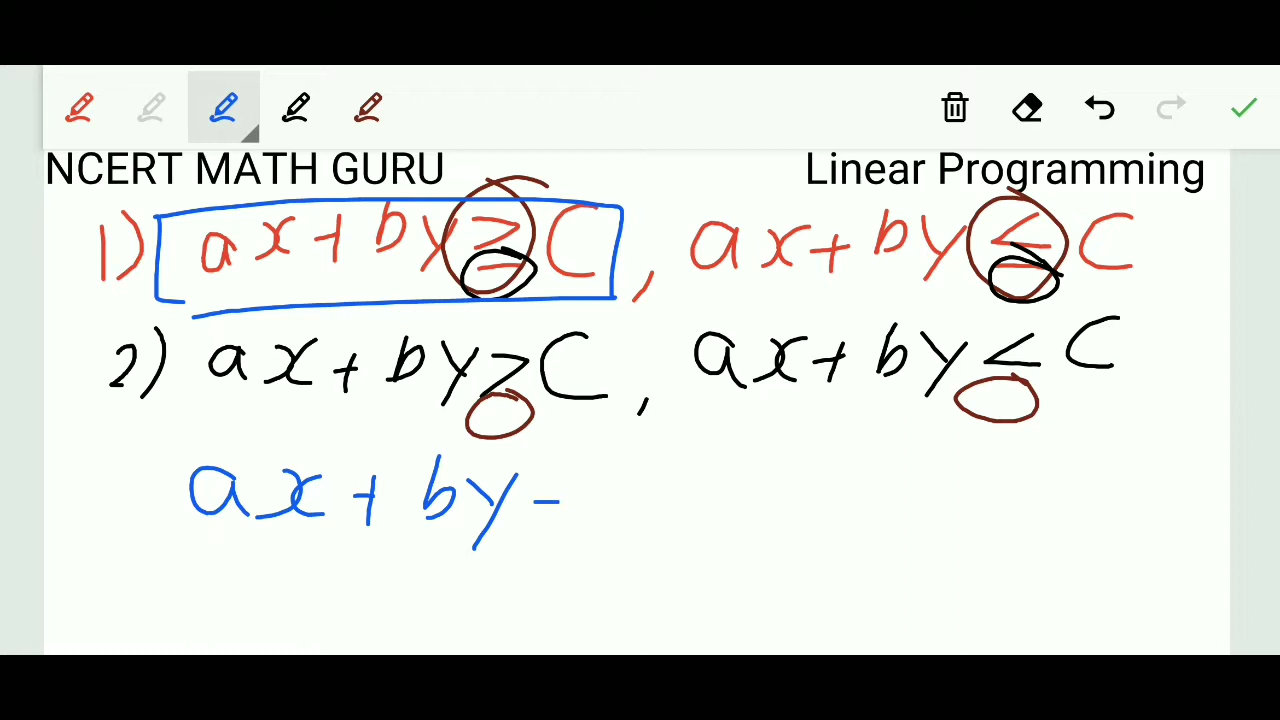 NCERT MATH GURU Linear Programming
1) ax + by ≥ C, ax + by ≤ C
2) ax + by > C, ax + by < C
ax + by -